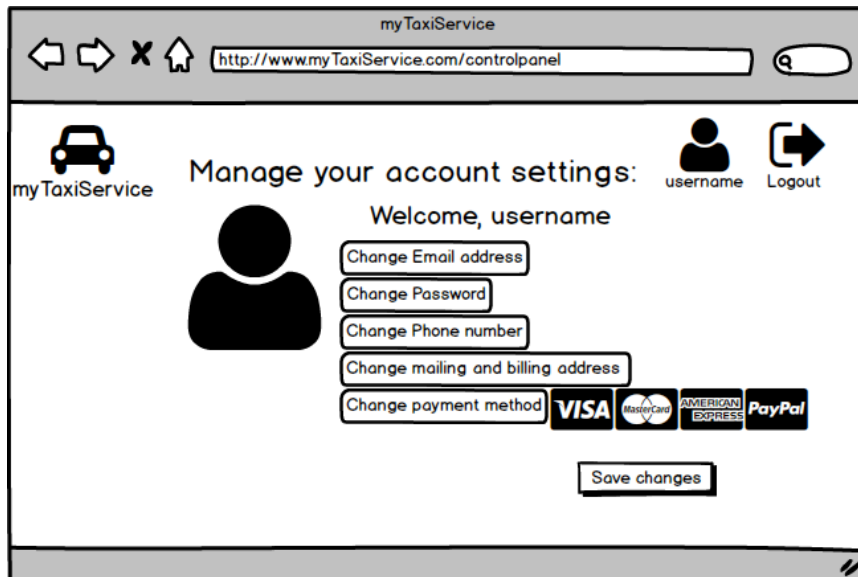 myTaxiService
http://www.myTaxiService.com/controlpanel
myTaxiService
Manage your account settings:
username
Logout
Welcome, username
Change Email address
Change Password
Change Phone number
Change mailing and billing address
Change payment method VISA MasterCard AMERICAN EXPRESS PayPal
Save changes